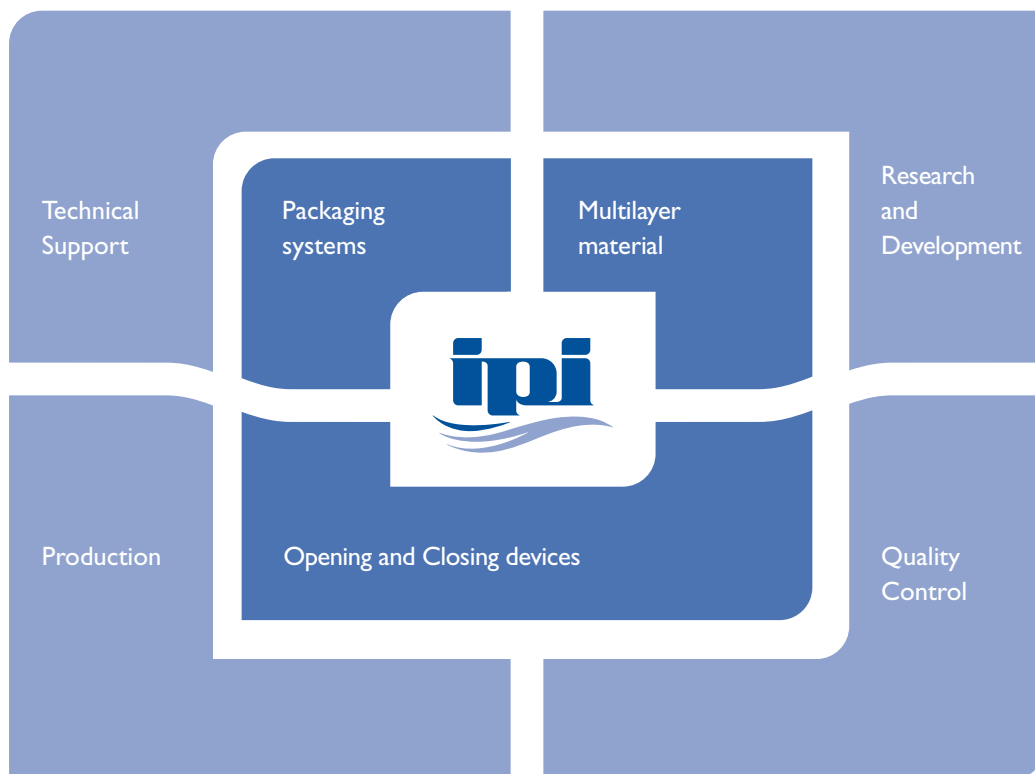 Technical
Support
Packaging
systems
Multilayer
material
Research
and
Development
ipi
Production
Opening and Closing devices
Quality
Control